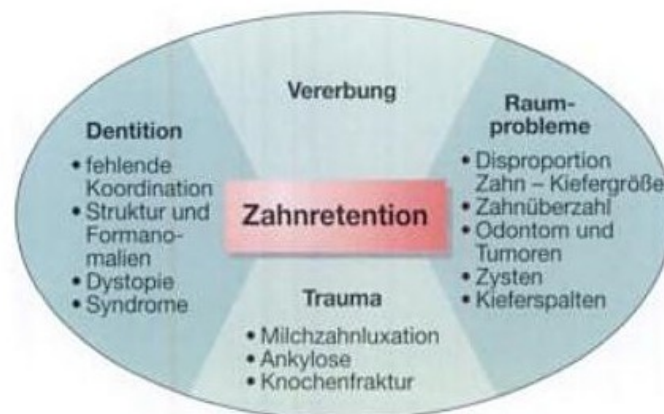 Vererbung
Dentition
• fehlende
Koordination
• Struktur und
Formano-
malien
• Dystopie
• Syndrome
Zahnretention
Raum-
probleme
• Disproportion
Zahn – Kiefergröße
• Zahnüberzahl
• Odontom und
Tumoren
• Zysten
• Kieferspalten
Trauma
• Milchzahnluxation
• Ankylose
• Knochenfraktur